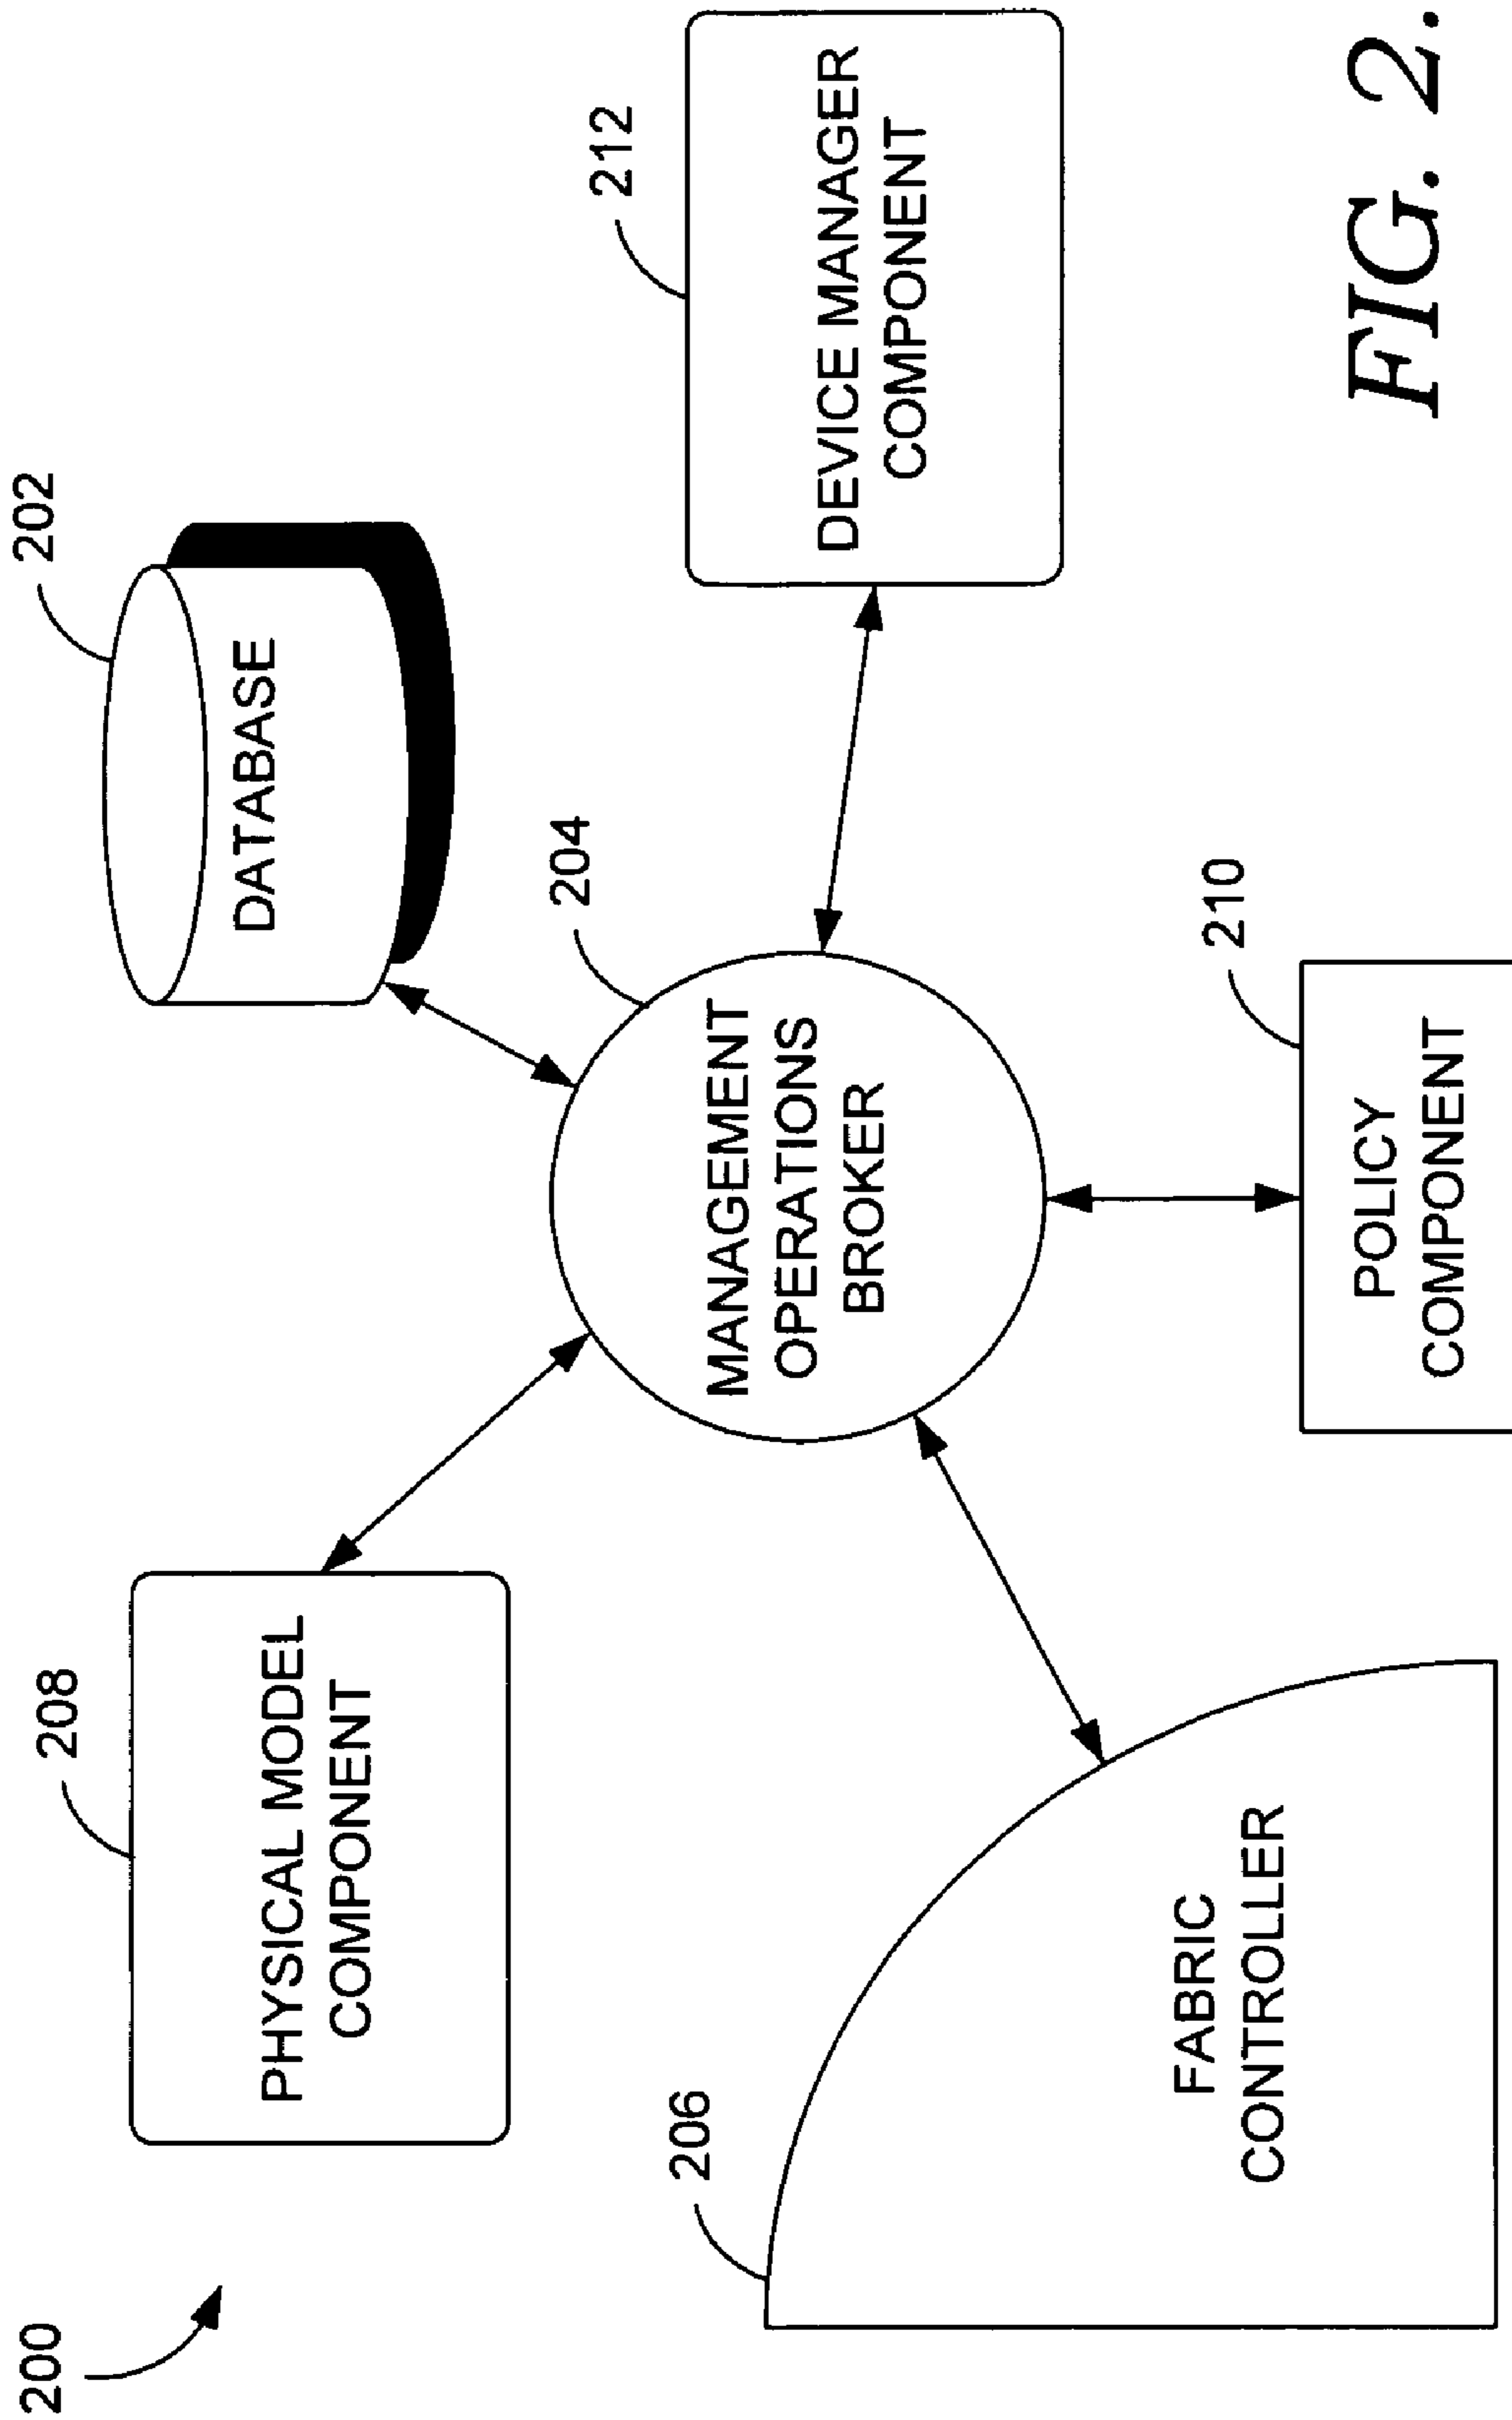 200
208
PHYSICAL MODEL
COMPONENT
202
DATABASE
204
MANAGEMENT
OPERATIONS
BROKER
212
DEVICE MANAGER
COMPONENT
206
FABRIC
CONTROLLER
210
POLICY
COMPONENT
FIG. 2.